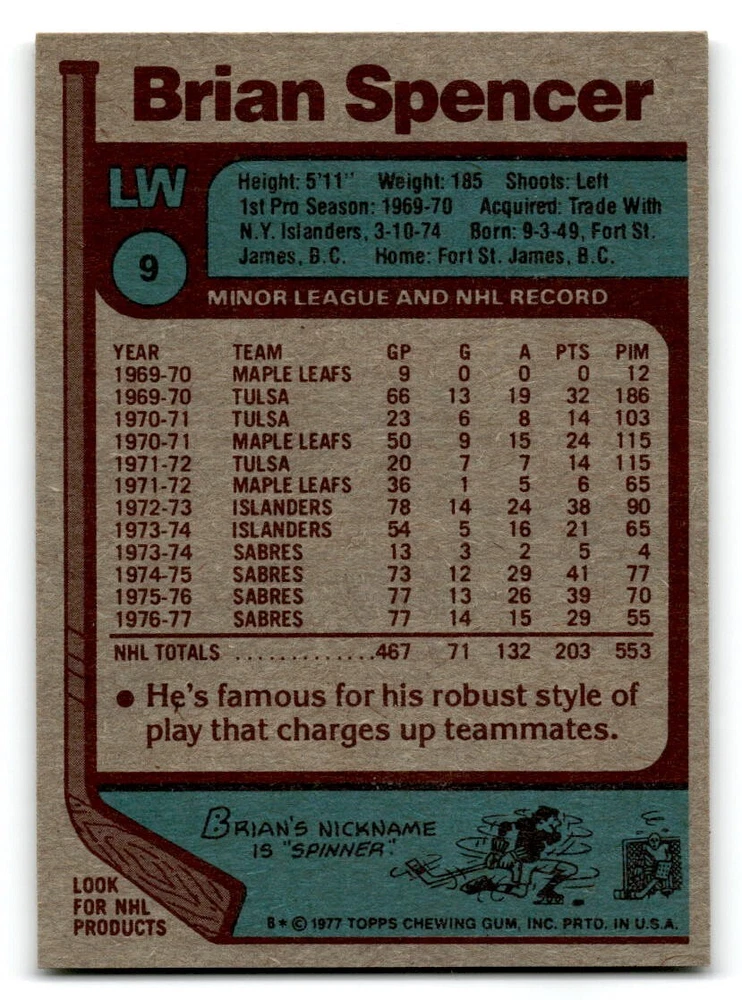 Brian Spencer
LW
9
Height: 5'11" Weight: 185 Shoots: Left
1st Pro Season: 1969-70 Acquired: Trade With
N.Y. Islanders, 3-10-74 Born: 9-3-49, Fort St.
James, B.C. Home: Fort St. James, B.C.
MINOR LEAGUE AND NHL RECORD
YEAR TEAM GP G A PTS PIM
1969-70 MAPLE LEAFS 9 0 0 0 12
1969-70 TULSA 66 13 19 32 186
1970-71 TULSA 23 6 8 14 103
1970-71 MAPLE LEAFS 50 9 15 24 115
1971-72 TULSA 20 7 7 14 115
1971-72 MAPLE LEAFS 36 1 5 6 65
1972-73 ISLANDERS 78 14 24 38 90
1973-74 ISLANDERS 54 5 16 21 65
1973-74 SABRES 13 3 2 5 4
1974-75 SABRES 73 12 29 41 77
1975-76 SABRES 77 13 26 39 70
1976-77 SABRES 77 14 15 29 55
NHL TOTALS .............467 71 132 203 553
• He's famous for his robust style of
play that charges up teammates.
BRIAN'S NICKNAME
IS "SPINNER".
LOOK
FOR NHL
PRODUCTS
B* © 1977 TOPPS CHEWING GUM, INC. PRTD. IN U.S.A.